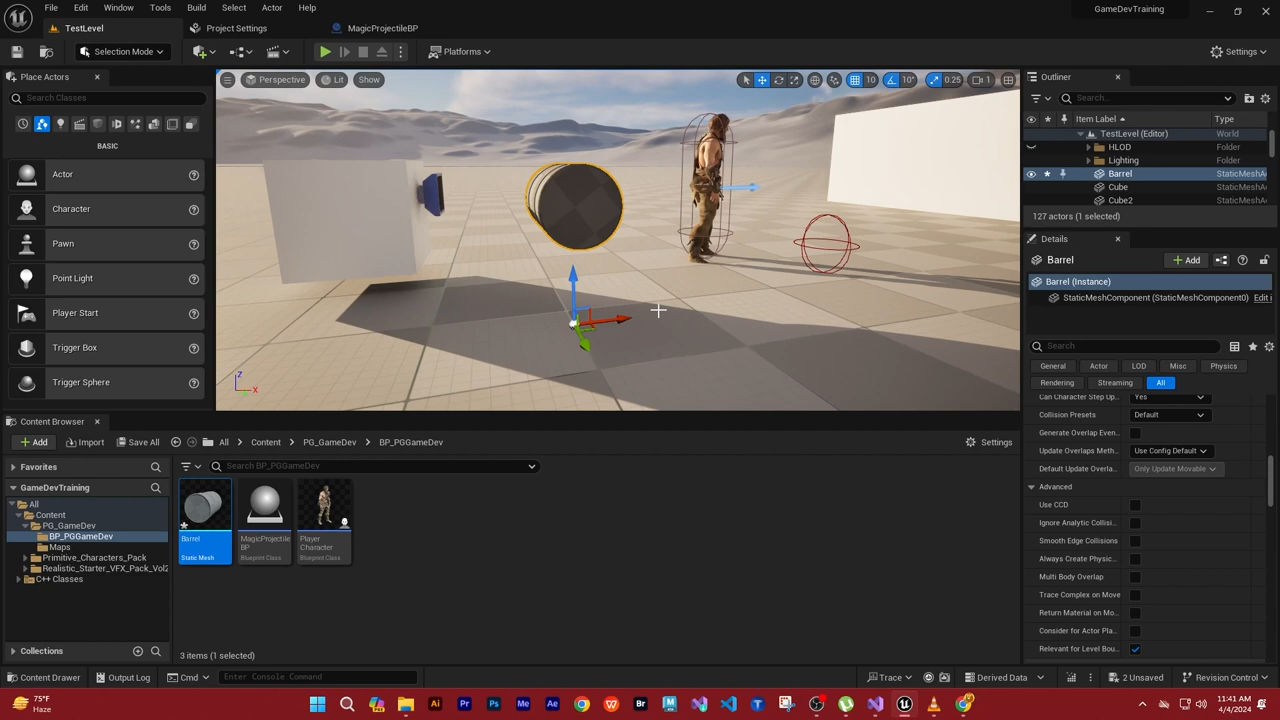 File Edit Window Tools Build Select Actor Help
GameDevTraining
TestLevel Project Settings MagicProjectileBP
Selection Mode Platforms Settings
Place Actors
Search Classes
BASIC
Actor
Character
Pawn
Point Light
Player Start
Trigger Box
Trigger Sphere
Perspective Lit Show
10 10° 0.25 1
Z
X
Outliner
Search...
Item Label Type
TestLevel (Editor) World
HLOD Folder
Lighting Folder
Barrel StaticMeshA
Cube StaticMeshA
Cube2 StaticMeshA
127 actors (1 selected)
Details
Barrel Add
Barrel (Instance)
StaticMeshComponent (StaticMeshComponent0) Edit i
Search
General Actor LOD Misc Physics
Rendering Streaming All
Can Character Step Up... Yes
Collision Presets Default
Generate Overlap Even...
Update Overlaps Meth... Use Config Default
Default Update Overla... Only Update Movable
Advanced
Use CCD
Ignore Analytic Collisi...
Smooth Edge Collisions
Always Create Physic...
Multi Body Overlap
Trace Complex on Move
Return Material on Mo...
Consider for Actor Pla...
Relevant for Level Bou...
Content Browser
Add Import Save All All Content PG_GameDev BP_PGGameDev Settings
Favorites
Search BP_PGGameDev
GameDevTraining
All
Content
PG_GameDev
BP_PGGameDev
Maps
Primitive_Characters_Pack
Realistic_Starter_VFX_Pack_Vol2
C++ Classes
Collections
Barrel
Static Mesh
MagicProjectile
BP
Blueprint Class
Player
Character
Blueprint Class
3 items (1 selected)
Content Drawer Output Log Cmd Enter Console Command Trace Derived Data 2 Unsaved Revision Control
75°F
Haze
11:41 AM
4/4/2024